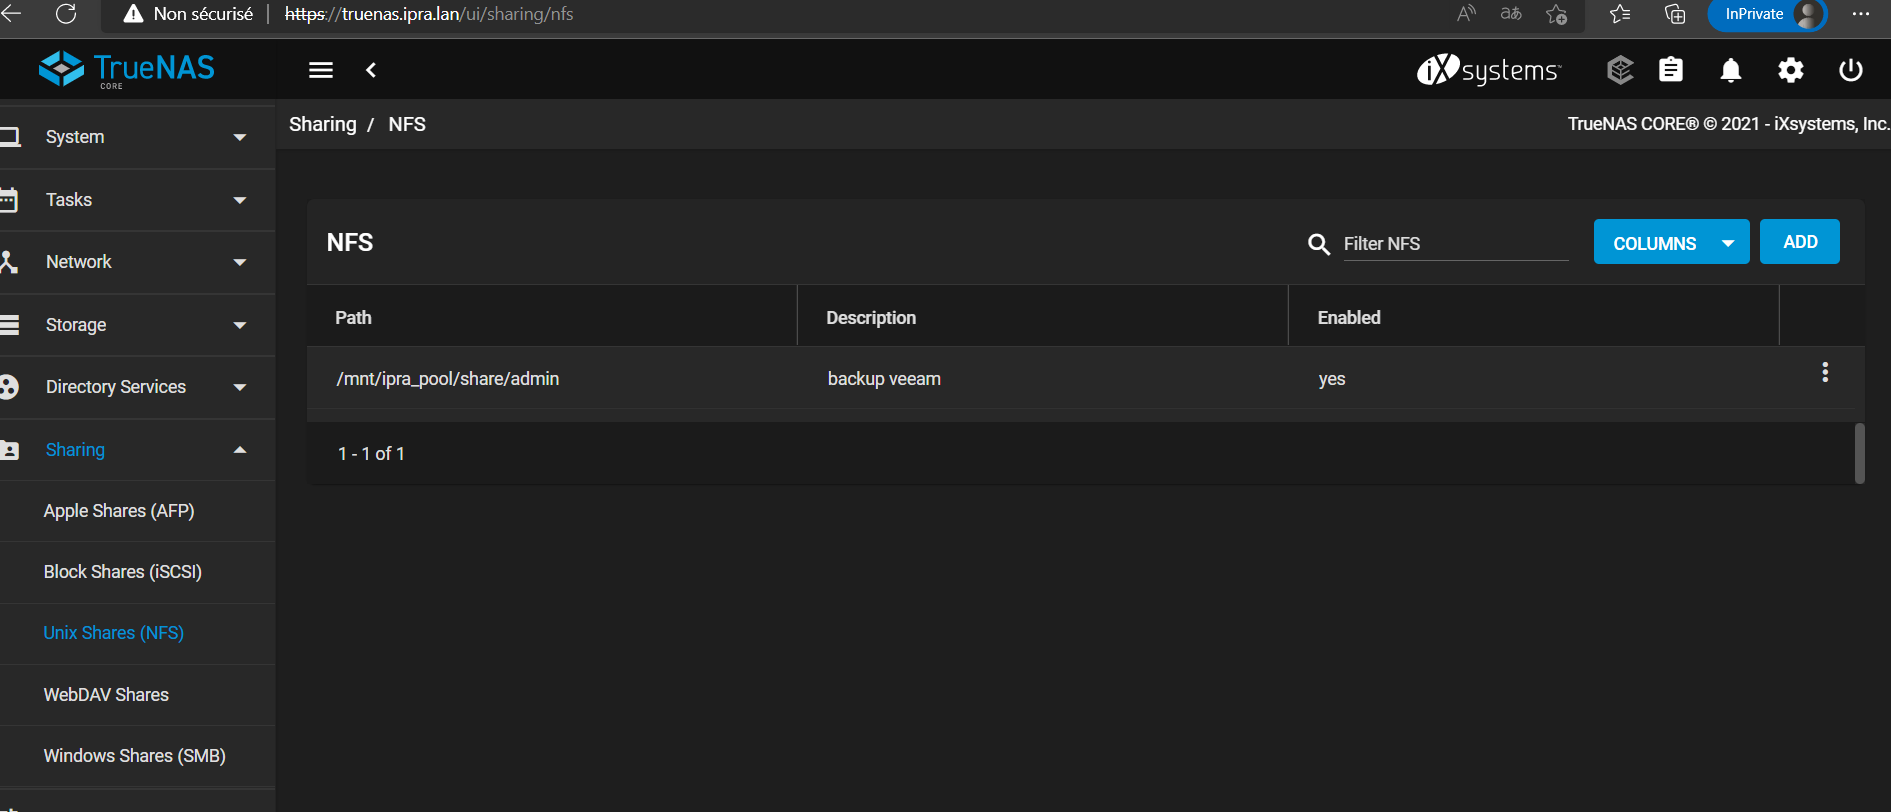 Non sécurisé | https://truenas.ipra.lan/ui/sharing/nfs
InPrivate
TrueNAS
CORE
iXsystems™
Sharing / NFS
TrueNAS CORE® © 2021 - iXsystems, Inc.
System
Tasks
Network
Storage
Directory Services
Sharing
Apple Shares (AFP)
Block Shares (iSCSI)
Unix Shares (NFS)
WebDAV Shares
Windows Shares (SMB)
NFS
Filter NFS
COLUMNS
ADD
Path Description Enabled
/mnt/ipra_pool/share/admin backup veeam yes
1 - 1 of 1